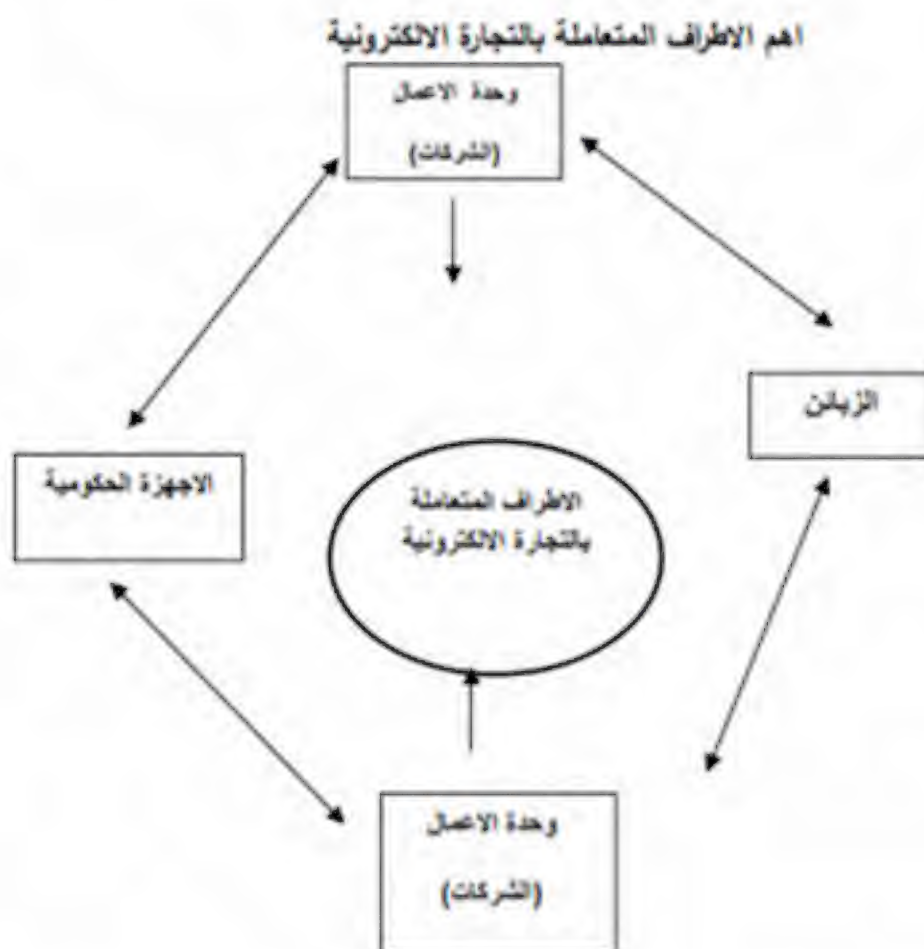 اهم الاطراف المتعاملة بالتجارة الالكترونية
وحدة الاعمال
(الشركات)
الزبائن
الاجهزة الحكومية
الاطراف المتعاملة
بالتجارة الالكترونية
وحدة الاعمال
(الشركات)